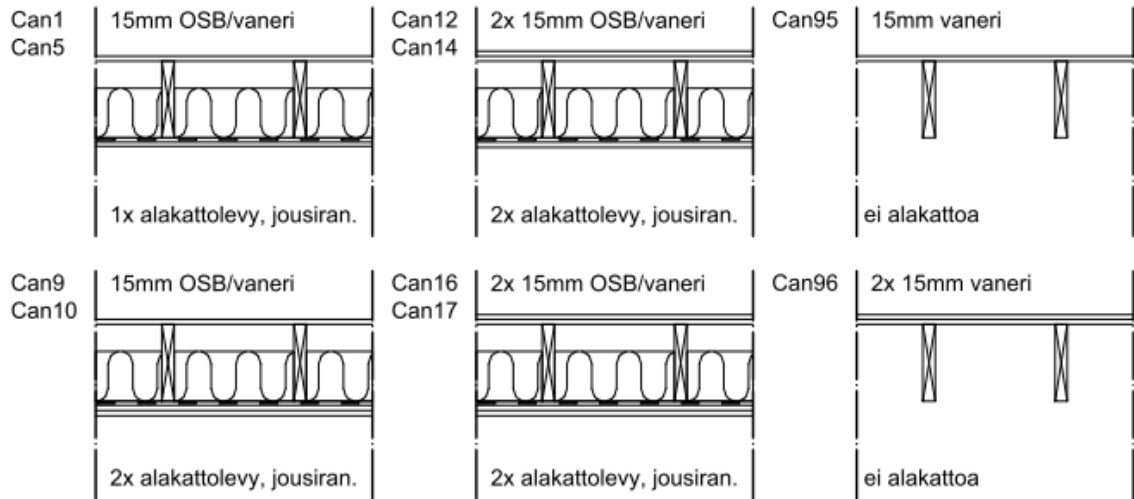 Can1
Can5
15mm OSB/vaneri
1x alakattolevy, jousiran.
Can12
Can14
2x 15mm OSB/vaneri
2x alakattolevy, jousiran.
Can95
15mm vaneri
ei alakattoa
Can9
Can10
15mm OSB/vaneri
2x alakattolevy, jousiran.
Can16
Can17
2x 15mm OSB/vaneri
2x alakattolevy, jousiran.
Can96
2x 15mm vaneri
ei alakattoa